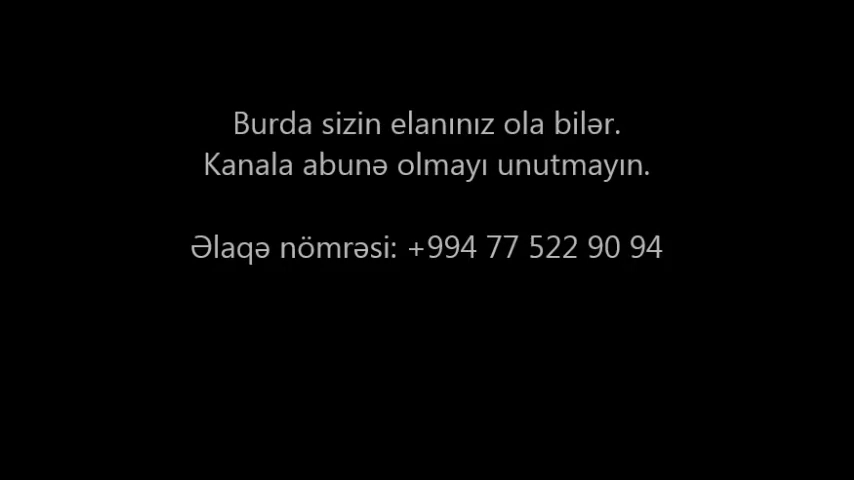 Burda sizin elanınız ola bilər.
Kanala abunə olmayı unutmayın.
Əlaqə nömrəsi: +994 77 522 90 94